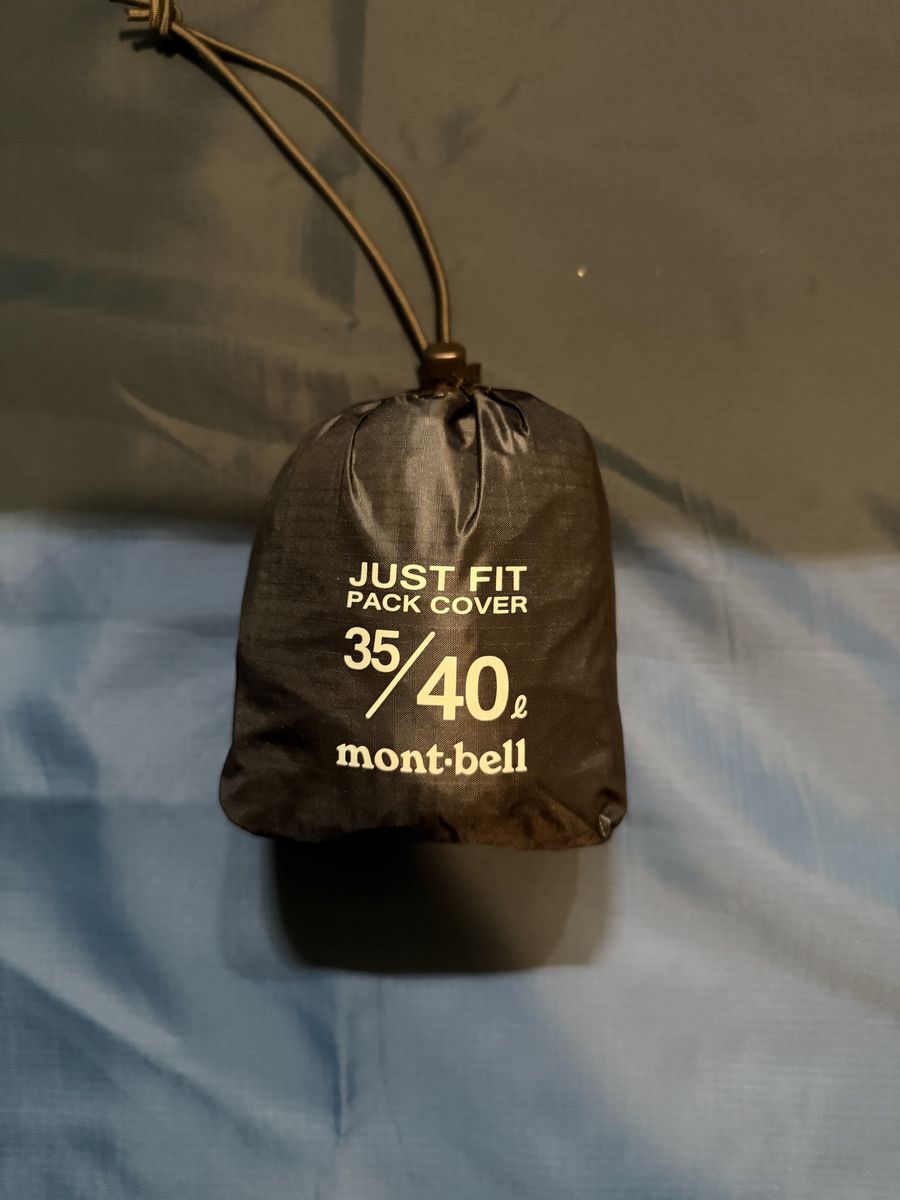 JUST FIT
PACK COVER
35/40ℓ
mont·bell